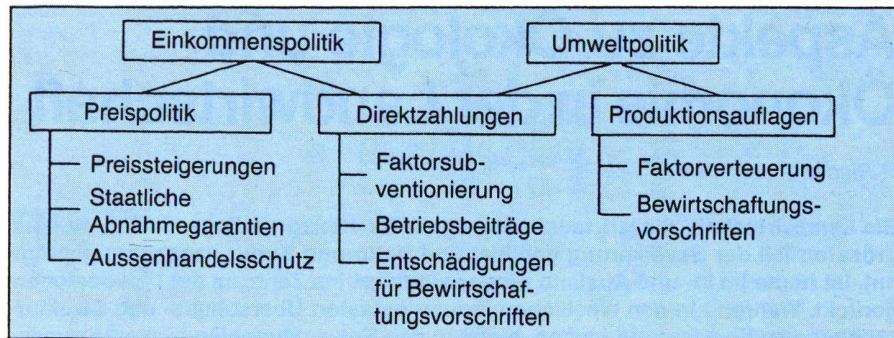 Einkommenspolitik
Umweltpolitik
Preispolitik
Direktzahlungen
Produktionsauflagen
Preissteigerungen
Staatliche
Abnahmegarantien
Aussenhandelsschutz
Faktorsub-
ventionierung
Betriebsbeiträge
Entschädigungen
für Bewirtschaf-
tungsvorschriften
Faktorverteuerung
Bewirtschaftungs-
vorschriften